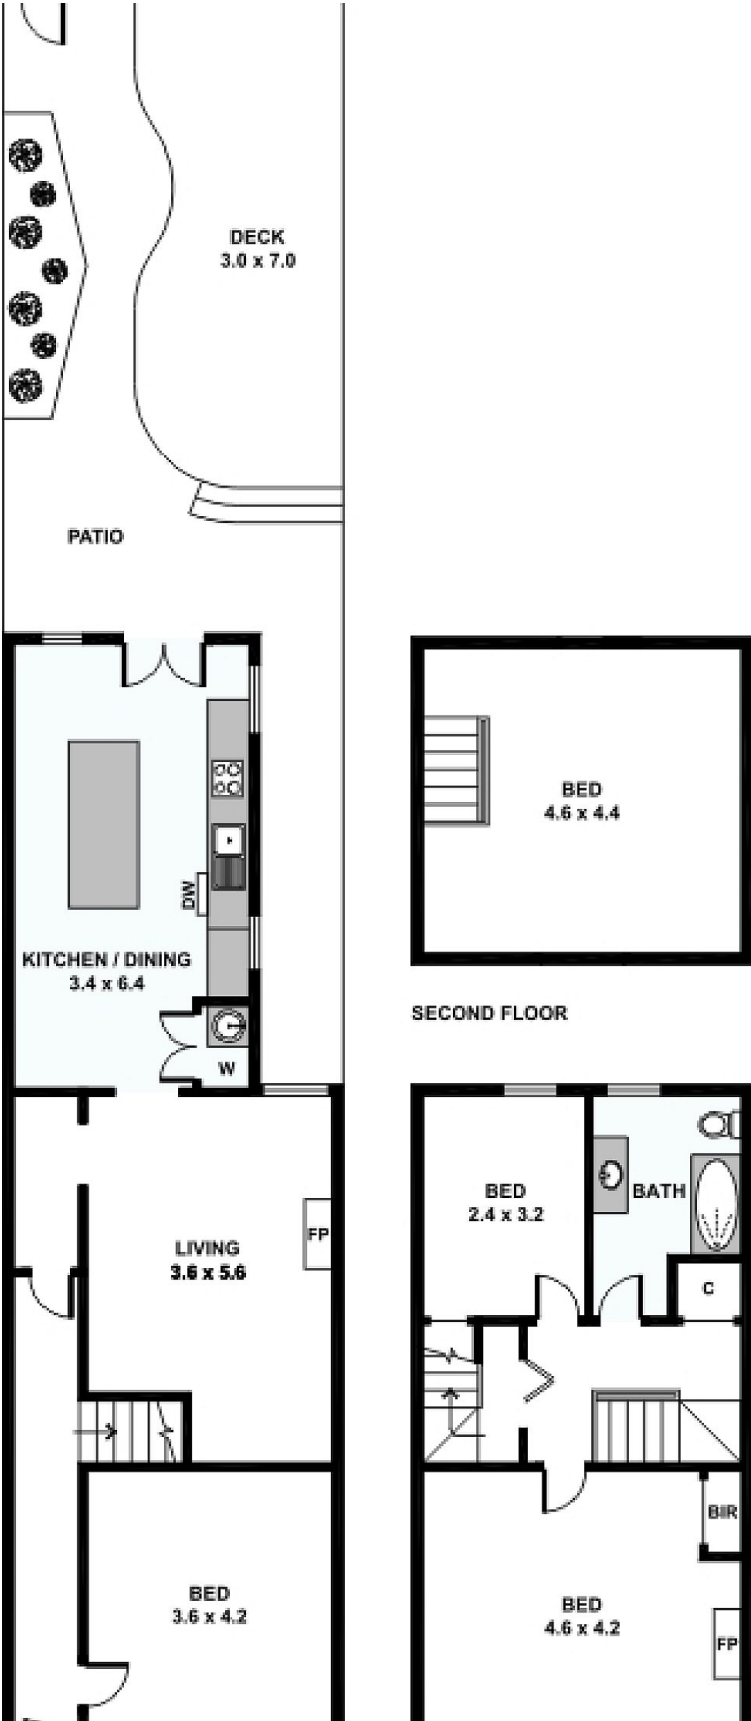 DECK
3.0 x 7.0
PATIO
DW
KITCHEN / DINING
3.4 x 6.4
W
LIVING
3.6 x 5.6
FP
BED
3.6 x 4.2
BED
4.6 x 4.4
SECOND FLOOR
BED
2.4 x 3.2
BATH
C
BIR
BED
4.6 x 4.2
FP